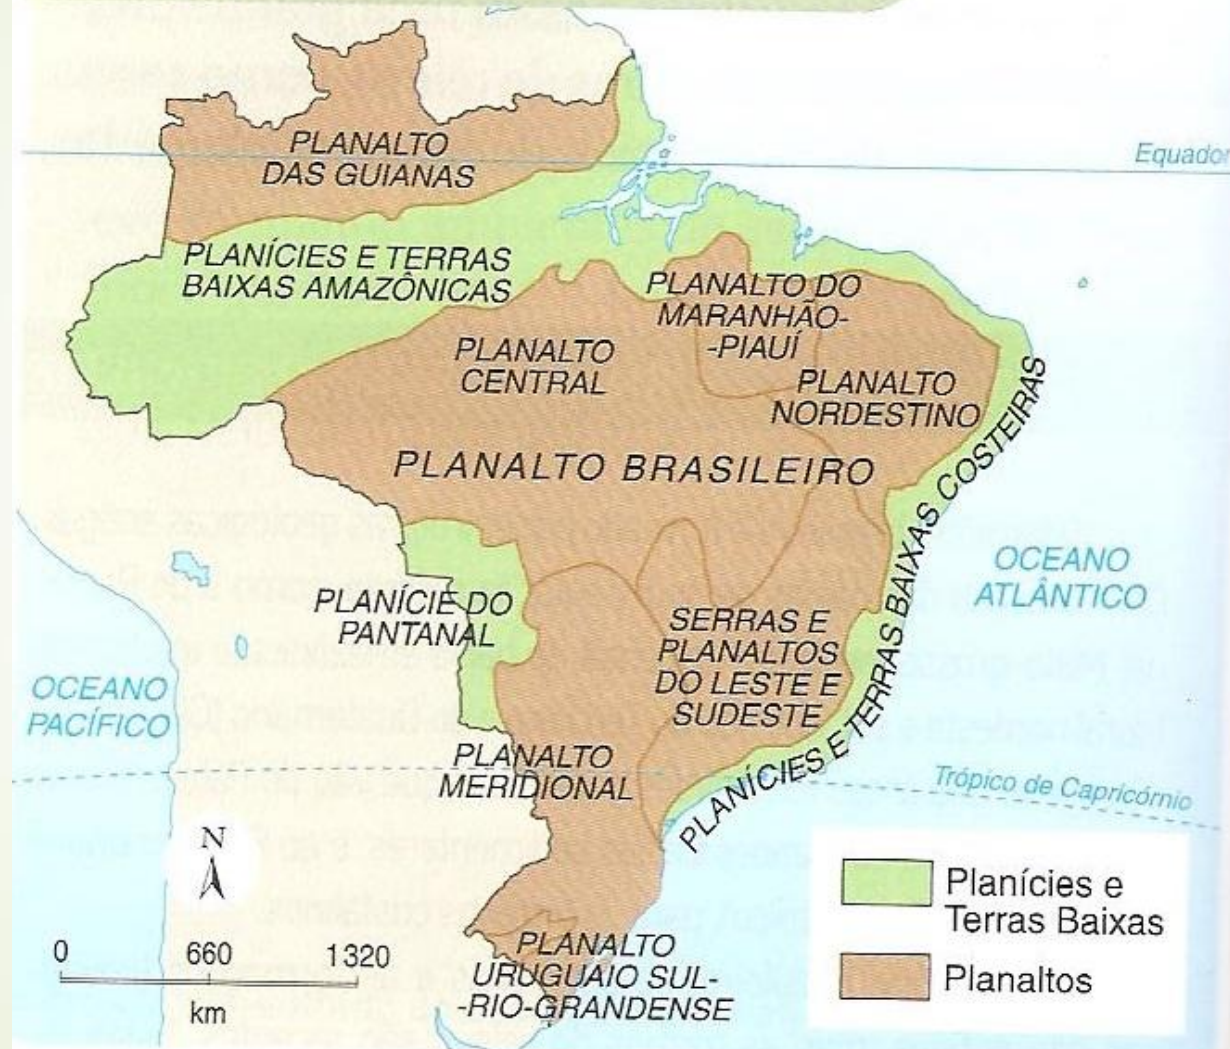 Equador
PLANALTO
DAS GUIANAS
PLANÍCIES E TERRAS
BAIXAS AMAZÔNICAS
PLANALTO DO
MARANHÃO-
-PIAUÍ
PLANALTO
CENTRAL
PLANALTO
NORDESTINO
PLANALTO BRASILEIRO
PLANÍCIES E TERRAS BAIXAS COSTEIRAS
OCEANO
ATLÂNTICO
PLANÍCIE DO
PANTANAL
SERRAS E
PLANALTOS
DO LESTE E
SUDESTE
OCEANO
PACÍFICO
PLANALTO
MERIDIONAL
Trópico de Capricórnio
N
0 660 1320
km
PLANALTO
URUGUAIO SUL-
-RIO-GRANDENSE
Planícies e
Terras Baixas
Planaltos